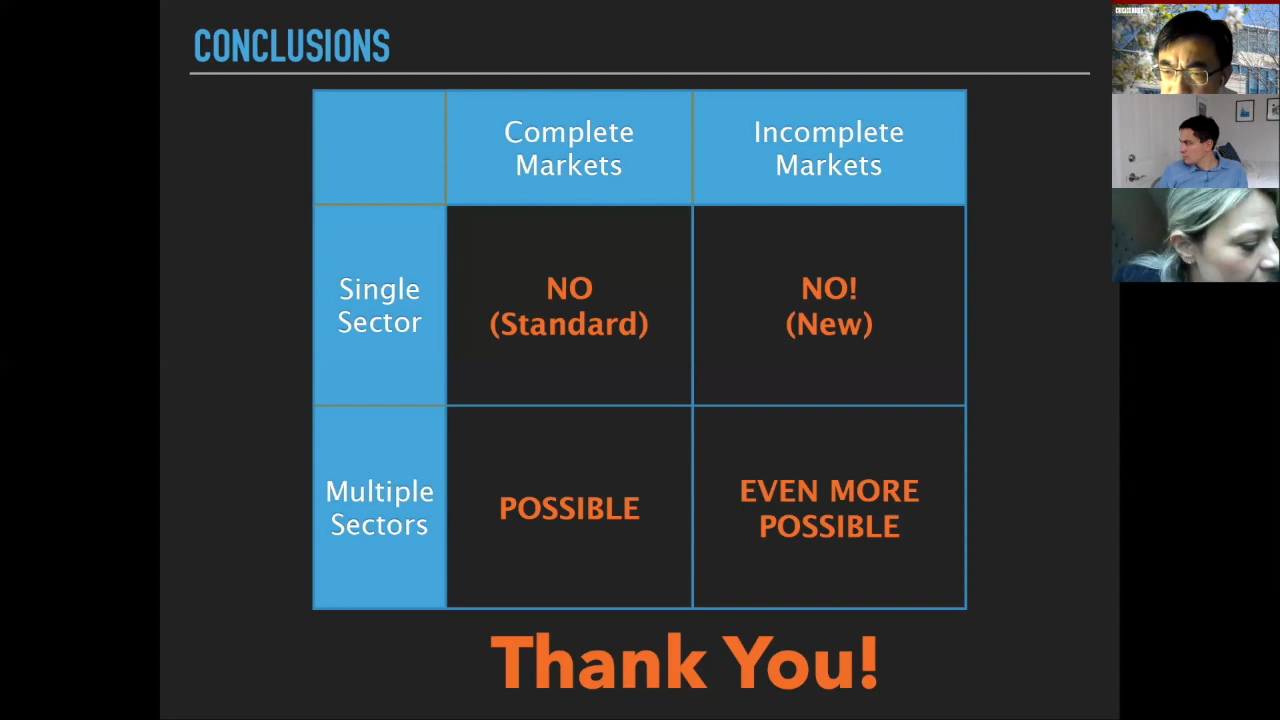 CONCLUSIONS
Complete
Markets
Incomplete
Markets
Single
Sector
NO
(Standard)
NO!
(New)
Multiple
Sectors
POSSIBLE
EVEN MORE
POSSIBLE
Thank You!